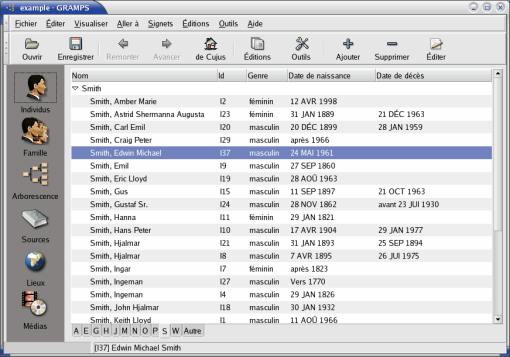 example - GRAMPS
Fichier Éditer Visualiser Aller à Signets Éditions Outils Aide
Ouvrir Enregistrer Remonter Avancer de Cujus Éditions Outils Ajouter Supprimer Éditer
Individus
Famille
Arborescence
Sources
Lieux
Médias
Nom Id Genre Date de naissance Date de décès
Smith
Smith, Amber Marie I2 féminin 12 AVR 1998
Smith, Astrid Shermanna Augusta I23 féminin 31 JAN 1889 21 DÉC 1963
Smith, Carl Emil I20 masculin 20 DÉC 1899 28 JAN 1959
Smith, Craig Peter I29 masculin après 1966
Smith, Edwin Michael I37 masculin 24 MAI 1961
Smith, Emil I9 masculin 27 SEP 1860
Smith, Eric Lloyd I19 masculin 28 AOÛ 1963
Smith, Gus I15 masculin 11 SEP 1897 21 OCT 1963
Smith, Gustaf Sr. I24 masculin 28 NOV 1862 avant 23 JUI 1930
Smith, Hanna I11 féminin 29 JAN 1821
Smith, Hans Peter I10 masculin 17 AVR 1904 29 JAN 1977
Smith, Hjalmar I21 masculin 31 JAN 1893 25 SEP 1894
Smith, Hjalmar I8 masculin 7 AVR 1895 26 JUI 1975
Smith, Ingar I7 féminin après 1823
Smith, Ingeman I27 masculin Vers 1770
Smith, Ingeman I4 masculin 29 JAN 1826
Smith, John Hjalmar I18 masculin 30 JAN 1932
Smith, Keith Lloyd I1 masculin 11 AOÛ 1966
A E G H J M N O P S W Autre
[I37] Edwin Michael Smith